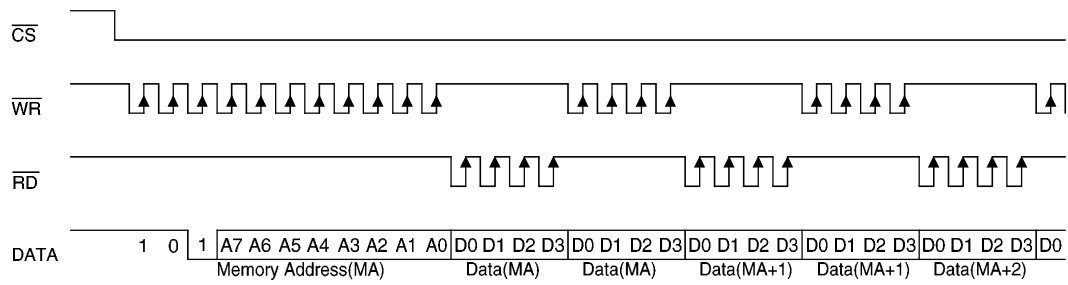 CS
WR
RD
DATA 1 0 1 A7 A6 A5 A4 A3 A2 A1 A0 D0 D1 D2 D3 D0 D1 D2 D3 D0 D1 D2 D3 D0 D1 D2 D3 D0 D1 D2 D3 D0
Memory Address(MA) Data(MA) Data(MA) Data(MA+1) Data(MA+1) Data(MA+2)